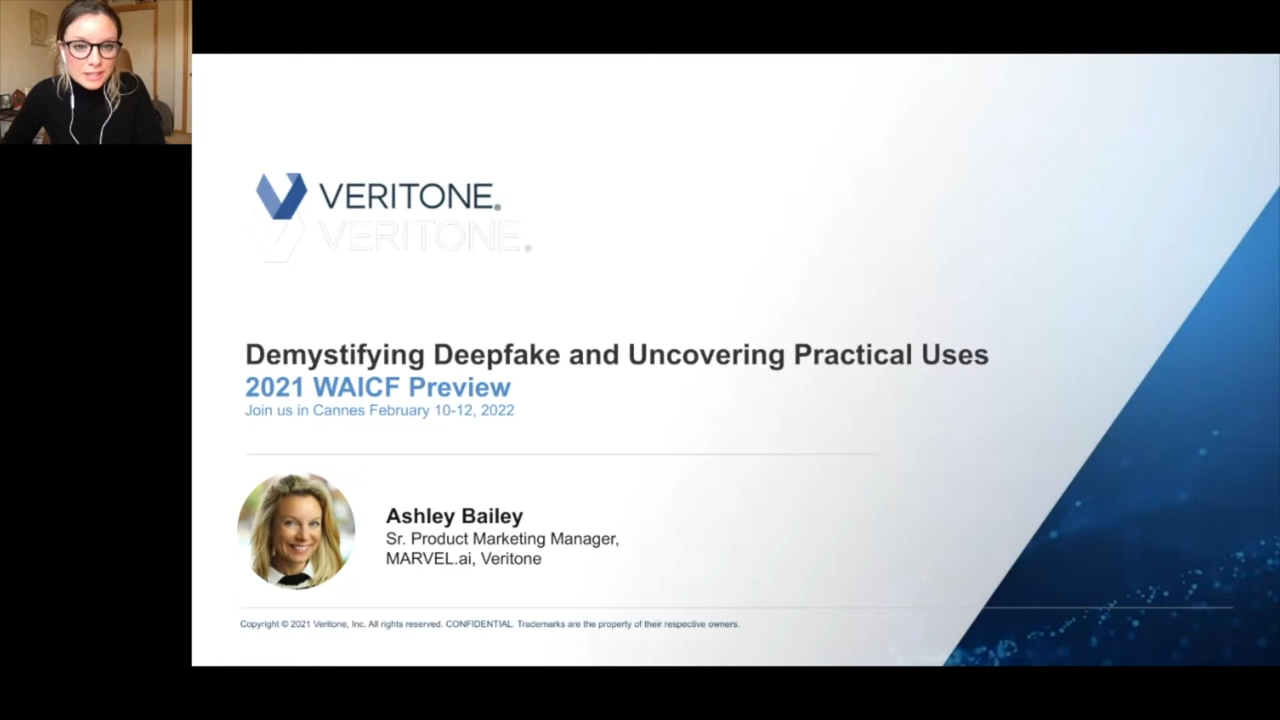 VERITONE®
VERITONE®
Demystifying Deepfake and Uncovering Practical Uses
2021 WAICF Preview
Join us in Cannes February 10-12, 2022
Ashley Bailey
Sr. Product Marketing Manager,
MARVEL.ai, Veritone
Copyright © 2021 Veritone, Inc. All rights reserved. CONFIDENTIAL. Trademarks are the property of their respective owners.